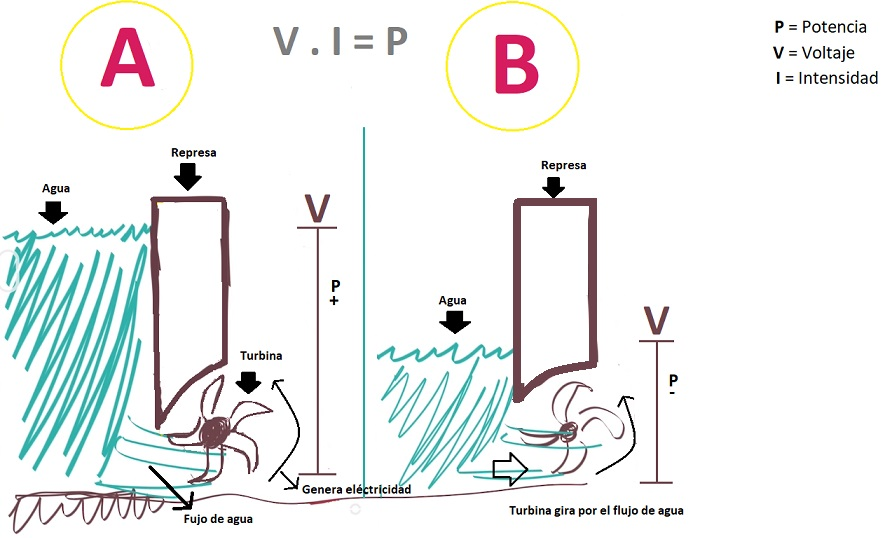 A
V . I = P
B
P = Potencia
V = Voltaje
I = Intensidad
Represa
Agua
V
P
+
Turbina
Genera eléctricidad
Fujo de agua
Represa
Agua
V
P
-
Turbina gira por el flujo de agua